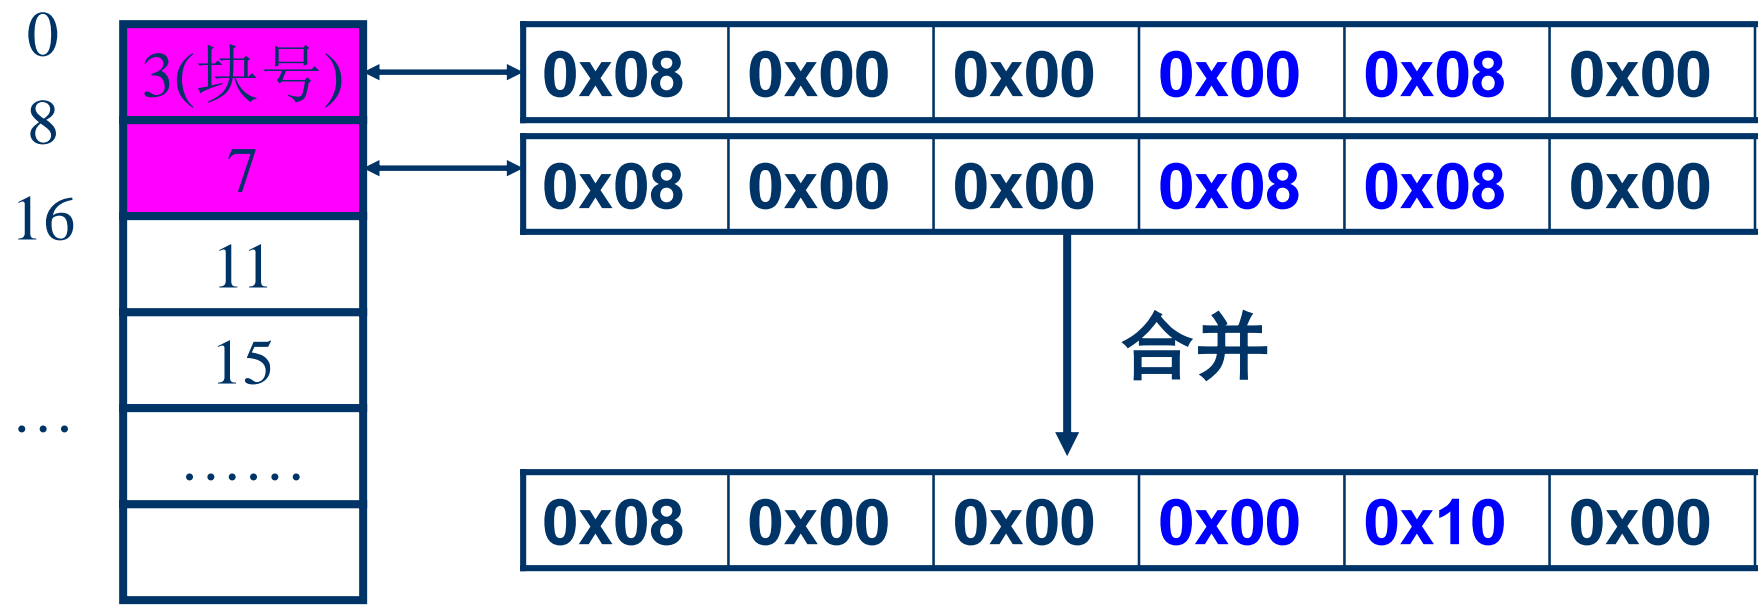 0 3(块号) 0x08 0x00 0x00 0x00 0x08 0x00
8 7 0x08 0x00 0x00 0x08 0x08 0x00
16 11
15 合并
… ……
0x08 0x00 0x00 0x00 0x10 0x00